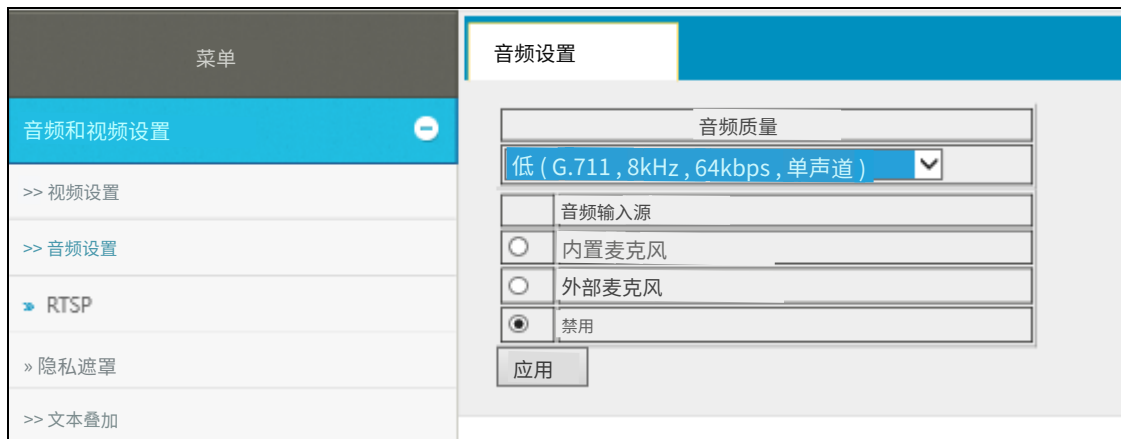 菜单
音频和视频设置
>> 视频设置
>> 音频设置
» RTSP
» 隐私遮罩
>> 文本叠加
音频设置
音频质量
低 ( G.711 , 8kHz , 64kbps , 单声道 )
音频输入源
内置麦克风
外部麦克风
禁用
应用